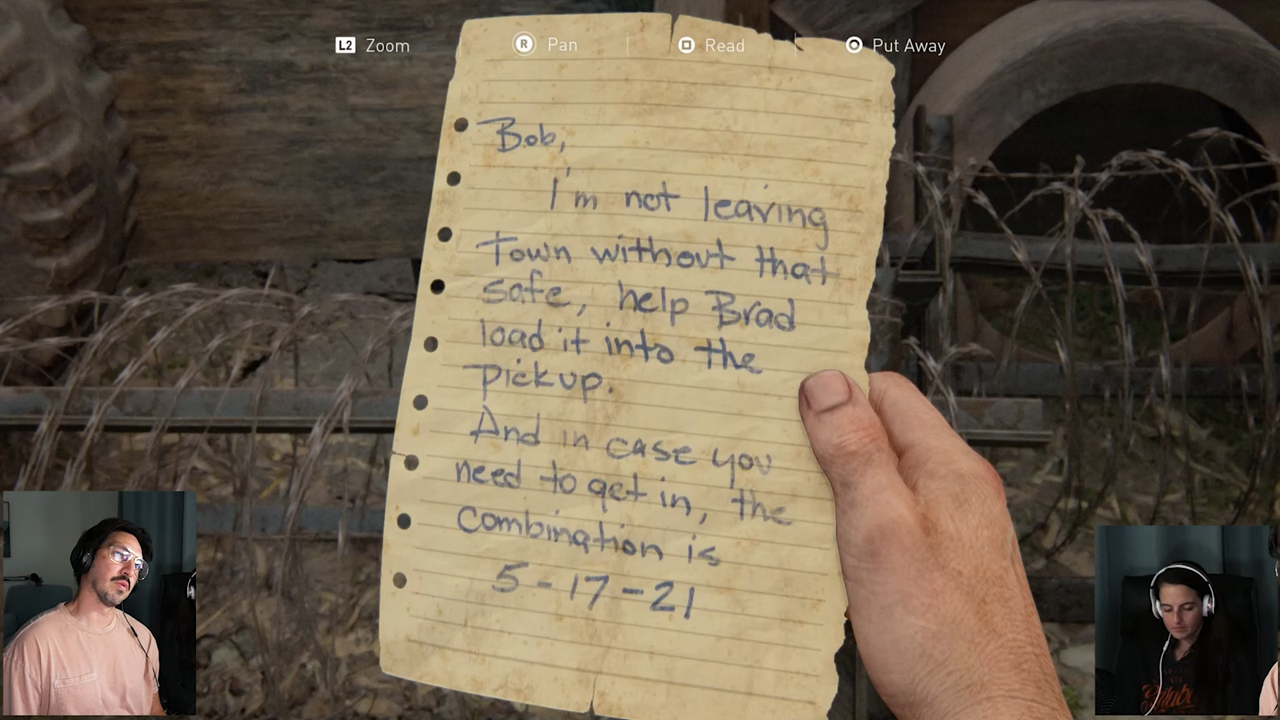 L2 Zoom R Pan Read Put Away
Bob,
I'm not leaving
Town without that
safe, help Brad
load it into the
pickup.
And in case you
need to get in, the
combination is
5-17-21